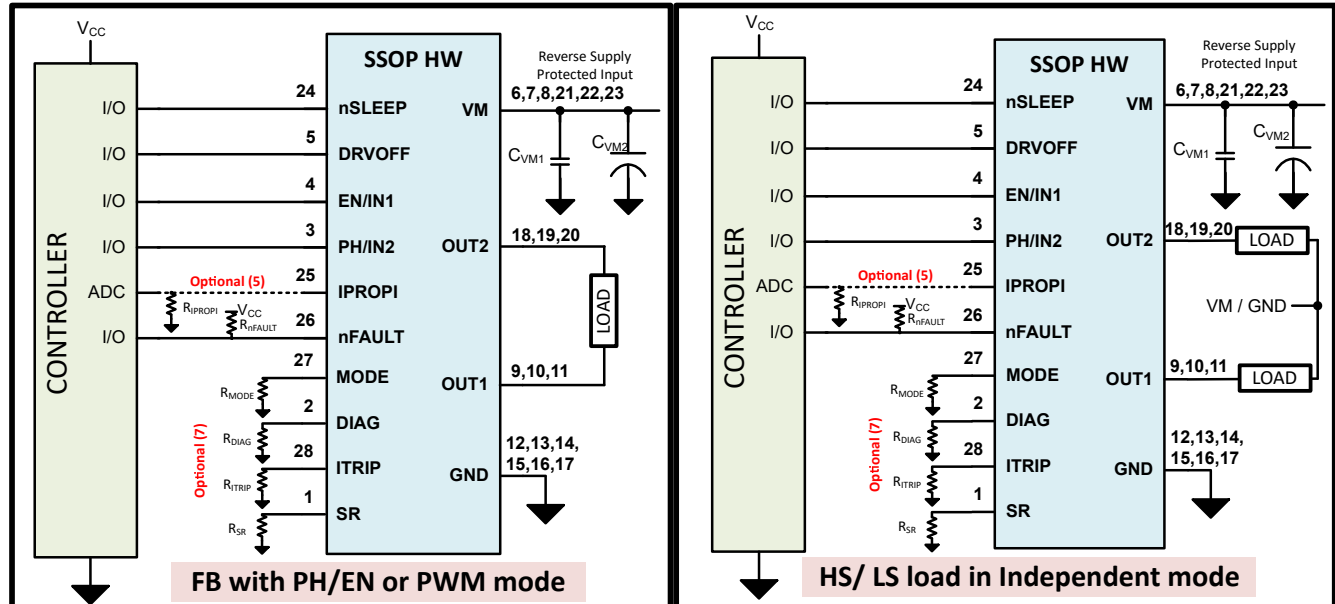 VCC
SSOP HW
Reverse Supply
Protected Input
24
6,7,8,21,22,23
I/O
nSLEEP
VM
5
I/O
DRVOFF
CVM1
CVM2
4
I/O
EN/IN1
3
18,19,20
I/O
PH/IN2
OUT2
CONTROLLER
Optional (5)
25
ADC
IPROPI
RIPROPI
VCC
RnFAULT
26
I/O
nFAULT
LOAD
27
MODE
9,10,11
OUT1
RMODE
2
DIAG
RDIAG
Optional (7)
28
ITRIP
RITRIP
12,13,14,
15,16,17
GND
1
SR
RSR
FB with PH/EN or PWM mode
VCC
SSOP HW
Reverse Supply
Protected Input
24
6,7,8,21,22,23
I/O
nSLEEP
VM
5
I/O
DRVOFF
CVM1
CVM2
4
I/O
EN/IN1
3
18,19,20
I/O
PH/IN2
OUT2
LOAD
CONTROLLER
Optional (5)
25
ADC
IPROPI
RIPROPI
VCC
RnFAULT
VM / GND
26
I/O
nFAULT
27
MODE
9,10,11
OUT1
LOAD
RMODE
2
DIAG
RDIAG
Optional (7)
28
ITRIP
RITRIP
12,13,14,
15,16,17
GND
1
SR
RSR
HS/ LS load in Independent mode